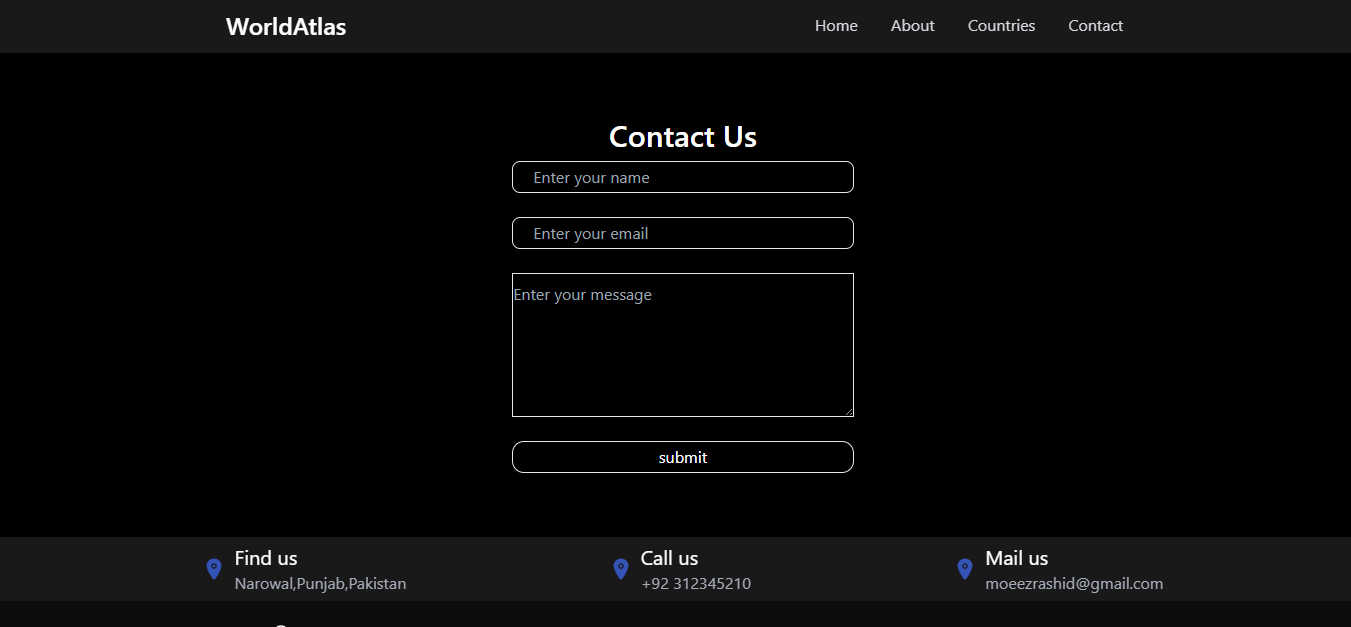 WorldAtlas
Home About Countries Contact
Contact Us
Enter your name
Enter your email
Enter your message
submit
Find us
Narowal,Punjab,Pakistan
Call us
+92 312345210
Mail us
moeezrashid@gmail.com